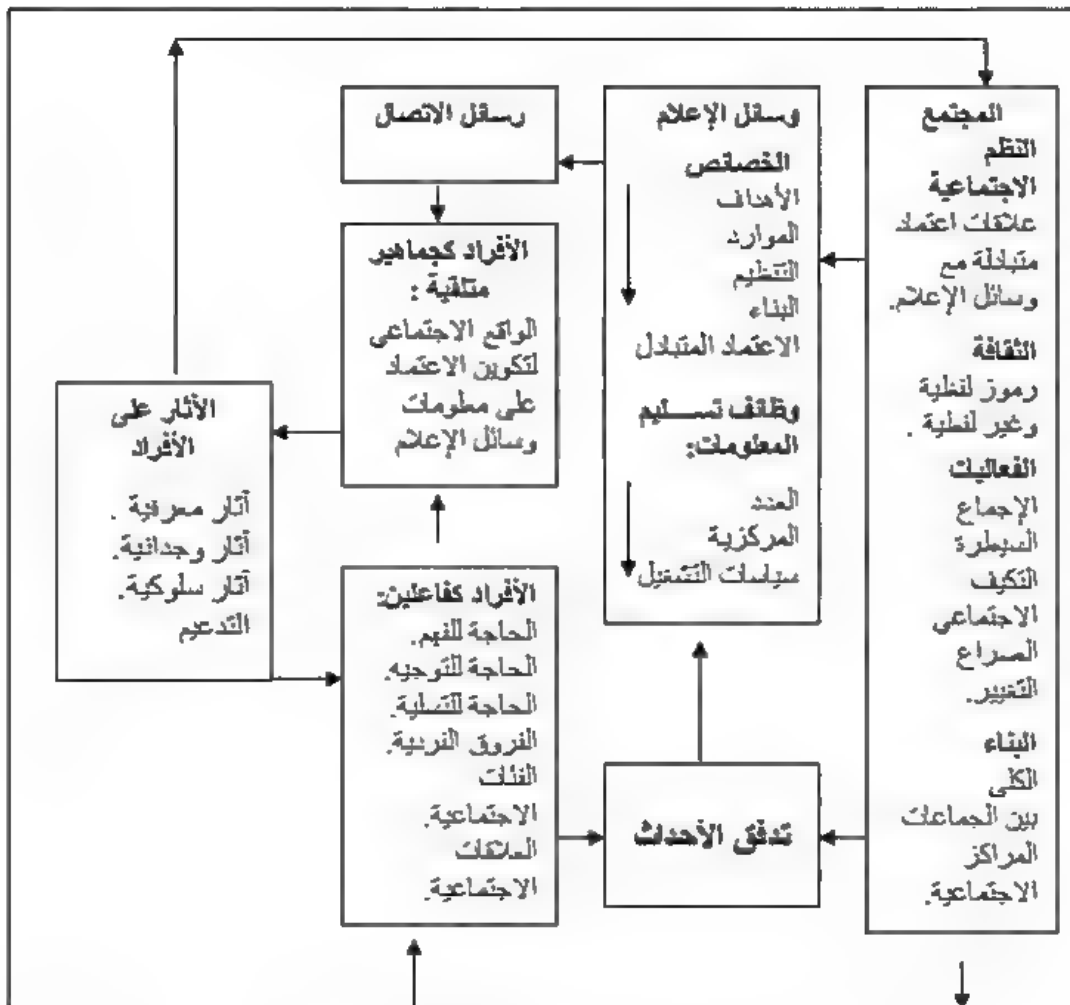 المجتمع
النظم
الاجتماعية
علاقات اعتماد
متبادلة مع
وسائل الإعلام.
الثقافة
رموز لفظية
وغير لفظية .
الفعاليات
الإجماع
السيطرة
التكيف
الاجتماعي
الصراع
التغيير.
البناء
الكلى
بين الجماعات
المراكز
الاجتماعية.
وسائل الإعلام
الخصائص
الأهداف
الموارد
التنظيم
البناء
الاعتماد المتبادل
وظائف تسليم
المعلومات:
العدد
المركزية
سياسات التشغيل
تدفق الأحداث
رسائل الاتصال
الأفراد كجماهير
متلقية :
الواقع الاجتماعى
لتكوين الاعتماد
على معلومات
وسائل الإعلام
الأفراد كفاعلين:
الحاجة للفهم.
الحاجة للتوجيه.
الحاجة للتسلية.
الفروق الفردية.
الفئات
الاجتماعية.
العلاقات
الاجتماعية.
الآثار على
الأفراد
آثار معرفية .
آثار وجدانية.
آثار سلوكية.
التدعيم